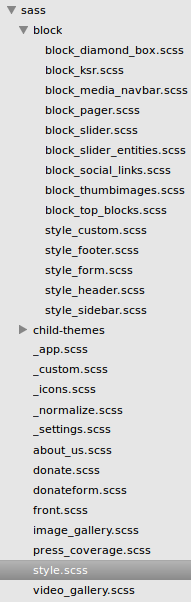 sass
block
block_diamond_box.scss
block_ksr.scss
block_media_navbar.scss
block_pager.scss
block_slider.scss
block_slider_entities.scss
block_social_links.scss
block_thumbimages.scss
block_top_blocks.scss
style_custom.scss
style_footer.scss
style_form.scss
style_header.scss
style_sidebar.scss
child-themes
_app.scss
_custom.scss
_icons.scss
_normalize.scss
_settings.scss
about_us.scss
donate.scss
donateform.scss
front.scss
image_gallery.scss
press_coverage.scss
style.scss
video_gallery.scss